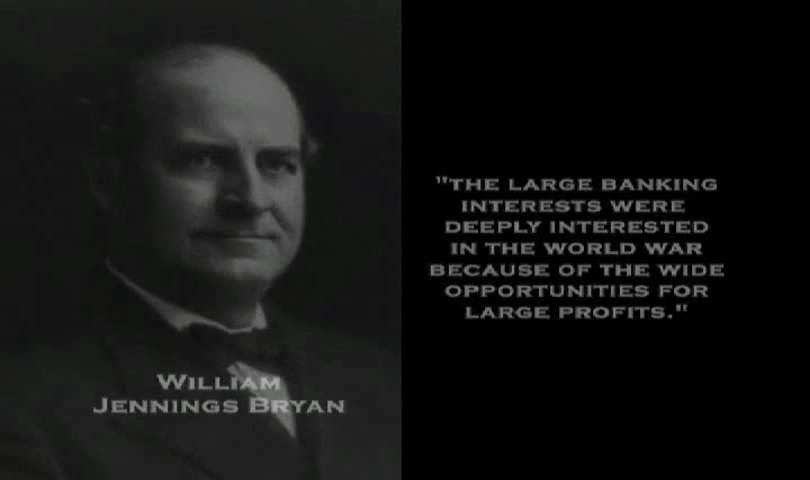 William
Jennings Bryan
"THE LARGE BANKING
INTERESTS WERE
DEEPLY INTERESTED
IN THE WORLD WAR
BECAUSE OF THE WIDE
OPPORTUNITIES FOR
LARGE PROFITS."